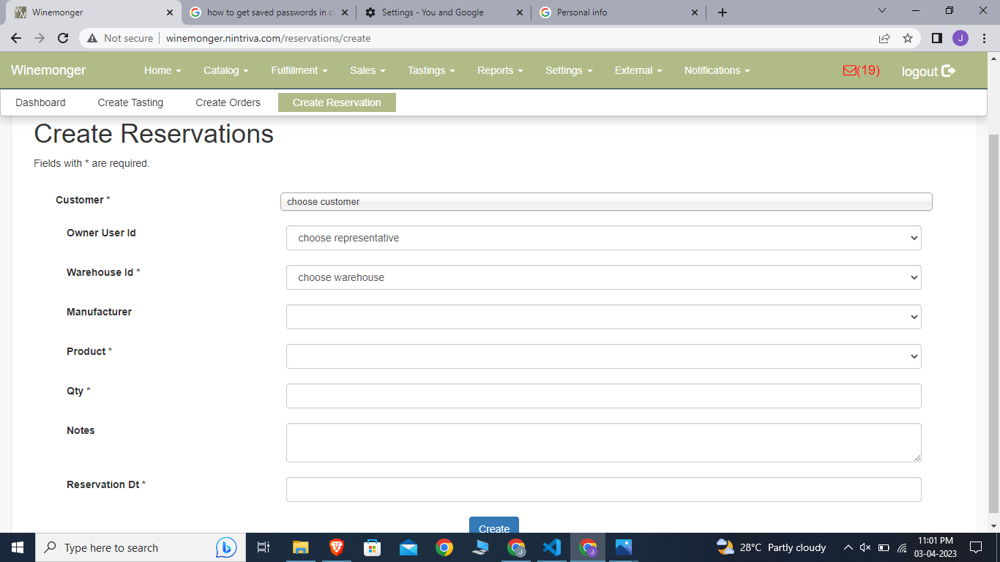 Winemonger
how to get saved passwords in c
Settings - You and Google
Personal info
Not secure
winemonger.nintriva.com/reservations/create
J
Winemonger
Home
Catalog
Fulfillment
Sales
Tastings
Reports
Settings
External
Notifications
(19)
logout
Dashboard
Create Tasting
Create Orders
Create Reservation
Create Reservations
Fields with * are required.
Customer *
choose customer
Owner User Id
choose representative
Warehouse Id *
choose warehouse
Manufacturer
Product *
Qty *
Notes
Reservation Dt *
Create
Type here to search
28°C Partly cloudy
11:01 PM
03-04-2023